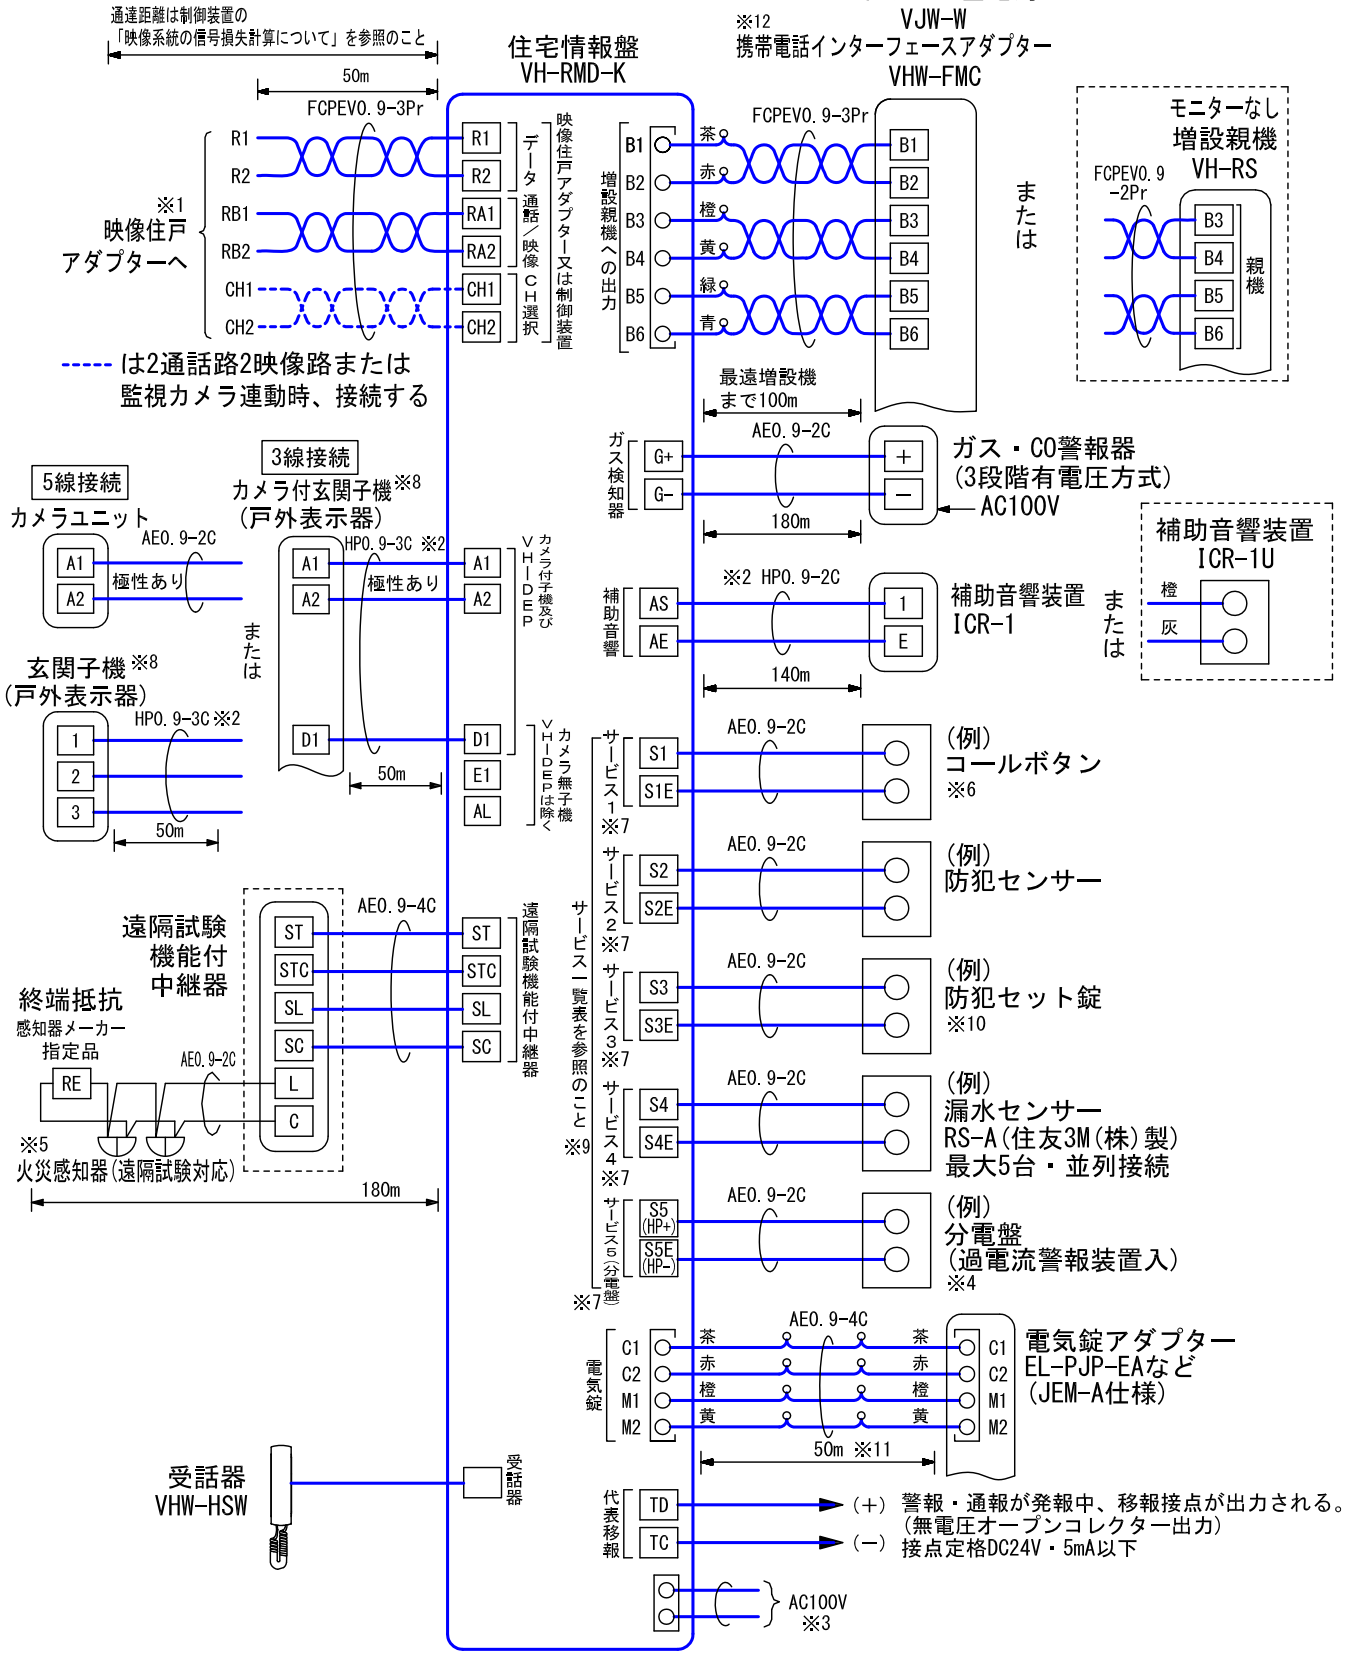 通達距離は制御装置の
「映像系統の信号損失計算について」を参照のこと
50m
FCPEV0.9-3Pr
R1
R2
RB1
RB2
CH1
CH2
※1
映像住戸
アダプターへ
は2通話路2映像路または
監視カメラ連動時、接続する
住宅情報盤
VH-RMD-K
R1
R2
RA1
RA2
CH1
CH2
データ
通話/映像
CH選択
映像住戸アダプター又は制御装置
増設親機への出力
B1
B2
B3
B4
B5
B6
茶
赤
橙
黄
緑
青
FCPEV0.9-3Pr
VJW-W
※12
携帯電話インターフェースアダプター
VHW-FMC
B1
B2
B3
B4
B5
B6
最遠増設機
まで100m
または
モニターなし
増設親機
VH-RS
FCPEV0.9
-2Pr
B3
B4
B5
B6
親機
ガス検知器
G+
G-
AE0.9-2C
180m
+
-
ガス・CO警報器
(3段階有電圧方式)
AC100V
補助音響
AS
AE
※2 HP0.9-2C
140m
1
E
補助音響装置
ICR-1
または
補助音響装置
ICR-1U
橙
灰
5線接続
カメラユニット
A1
A2
AE0.9-2C
極性あり
玄関子機※8
(戸外表示器)
1
2
3
HP0.9-3C※2
50m
または
3線接続
カメラ付玄関子機※8
(戸外表示器)
A1
A2
D1
HP0.9-3C ※2
極性あり
50m
A1
A2
D1
E1
AL
カメラ付子機及び
VH-DEP
カメラ無子機
VH-DEPは除く
サービス一覧表を参照のこと
※9
サービス1
※7
S1
S1E
AE0.9-2C
(例)
コールボタン
※6
サービス2
※7
S2
S2E
AE0.9-2C
(例)
防犯センサー
サービス3
※7
S3
S3E
AE0.9-2C
(例)
防犯セット錠
※10
サービス4
※7
S4
S4E
AE0.9-2C
(例)
漏水センサー
RS-A(住友3M(株)製)
最大5台・並列接続
サービス5(分電盤)
※7
S5
(HP+)
S5E
(HP-)
AE0.9-2C
(例)
分電盤
(過電流警報装置入)
※4
遠隔試験
機能付
中継器
ST
STC
SL
SC
L
C
AE0.9-4C
ST
STC
SL
SC
遠隔試験機能付中継器
終端抵抗
感知器メーカー
指定品
RE
AE0.9-2C
※5
火災感知器(遠隔試験対応)
180m
電気錠
C1
C2
M1
M2
茶
赤
橙
黄
AE0.9-4C
茶
赤
橙
黄
C1
C2
M1
M2
50m ※11
電気錠アダプター
EL-PJP-EAなど
(JEM-A仕様)
受話器
VHW-HSW
受話器
代表移報
TD
TC
(+)
(-)
警報・通報が発報中、移報接点が出力される。
(無電圧オープンコレクター出力)
接点定格DC24V・5mA以下
AC100V
※3